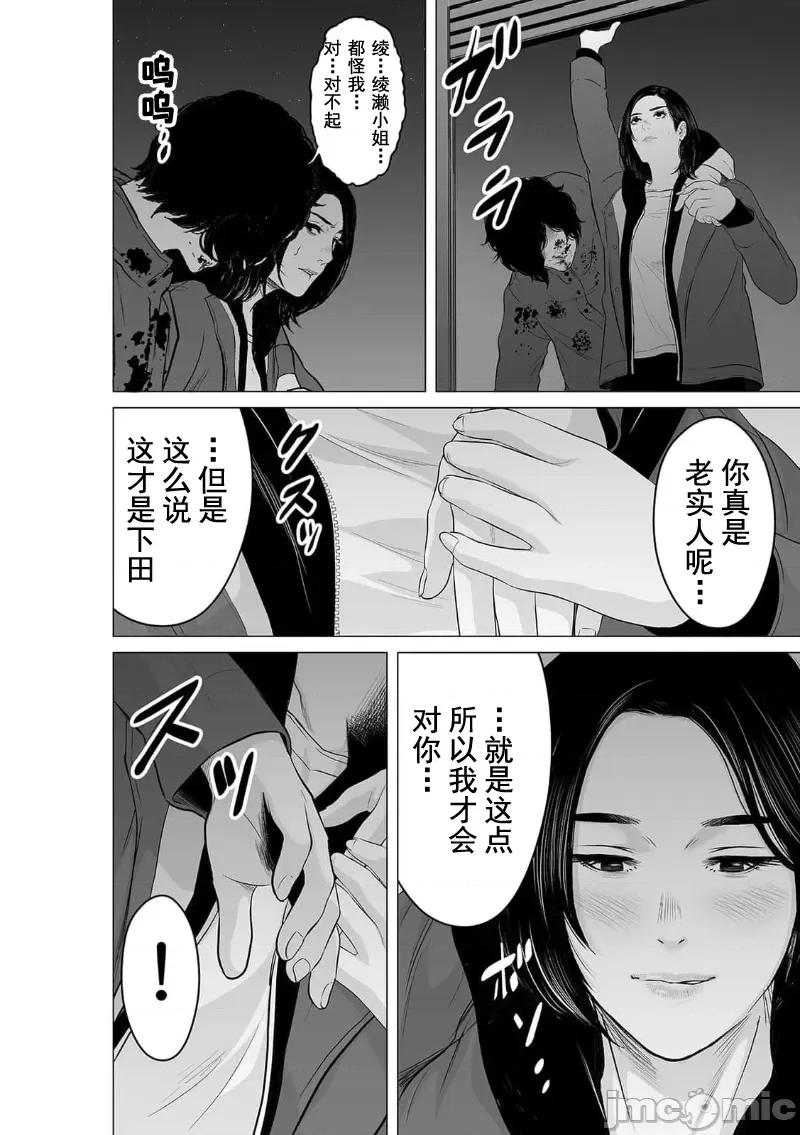 ガラララ
绫⋯绫濑小姐
都怪我⋯
对⋯对不起
呜呜⋯
你真是
老实人呢⋯
クスッ
⋯但是
这么说
这才是下田
⋯就是这点
所以我才会
对你⋯
ボソ
スッ
！
jmcomic